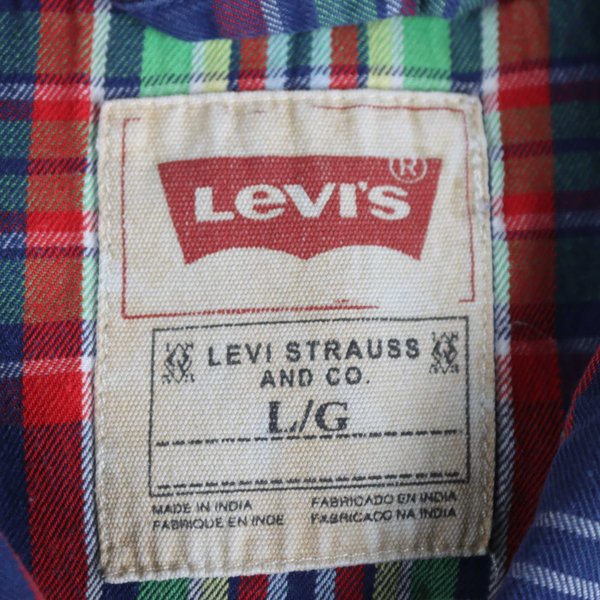 LEVI'S ®
LEVI STRAUSS
AND CO.
L/G
MADE IN INDIA
FABRIQUE EN INDE
FABRICADO EN INDIA
FABRICADO NA INDIA